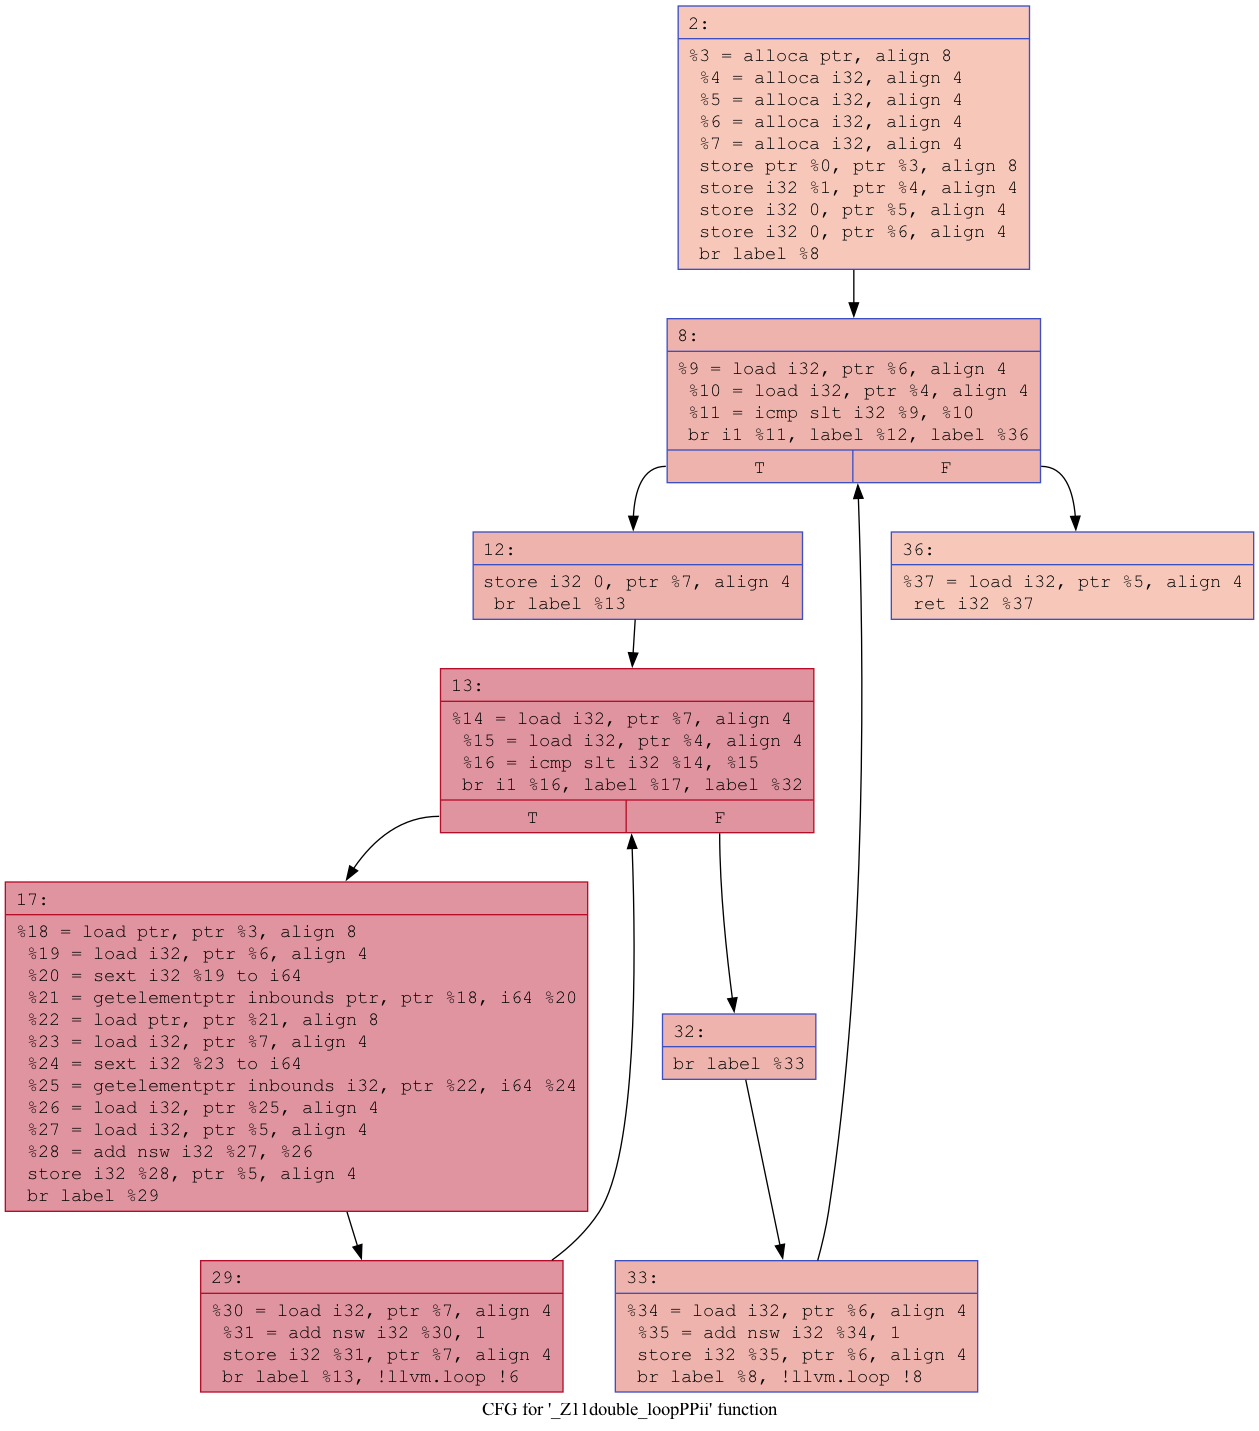 2:
%3 = alloca ptr, align 8
%4 = alloca i32, align 4
%5 = alloca i32, align 4
%6 = alloca i32, align 4
%7 = alloca i32, align 4
store ptr %0, ptr %3, align 8
store i32 %1, ptr %4, align 4
store i32 0, ptr %5, align 4
store i32 0, ptr %6, align 4
br label %8
8:
%9 = load i32, ptr %6, align 4
%10 = load i32, ptr %4, align 4
%11 = icmp slt i32 %9, %10
br i1 %11, label %12, label %36
T F
12:
store i32 0, ptr %7, align 4
br label %13
36:
%37 = load i32, ptr %5, align 4
ret i32 %37
13:
%14 = load i32, ptr %7, align 4
%15 = load i32, ptr %4, align 4
%16 = icmp slt i32 %14, %15
br i1 %16, label %17, label %32
T F
17:
%18 = load ptr, ptr %3, align 8
%19 = load i32, ptr %6, align 4
%20 = sext i32 %19 to i64
%21 = getelementptr inbounds ptr, ptr %18, i64 %20
%22 = load ptr, ptr %21, align 8
%23 = load i32, ptr %7, align 4
%24 = sext i32 %23 to i64
%25 = getelementptr inbounds i32, ptr %22, i64 %24
%26 = load i32, ptr %25, align 4
%27 = load i32, ptr %5, align 4
%28 = add nsw i32 %27, %26
store i32 %28, ptr %5, align 4
br label %29
32:
br label %33
29:
%30 = load i32, ptr %7, align 4
%31 = add nsw i32 %30, 1
store i32 %31, ptr %7, align 4
br label %13, !llvm.loop !6
33:
%34 = load i32, ptr %6, align 4
%35 = add nsw i32 %34, 1
store i32 %35, ptr %6, align 4
br label %8, !llvm.loop !8
CFG for '_Z11double_loopPPii' function